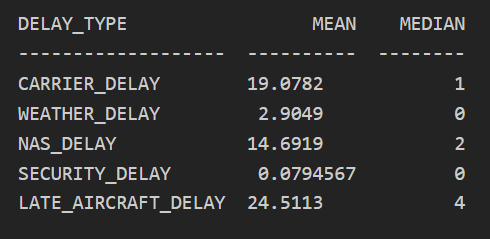 DELAY_TYPE MEAN MEDIAN
------------------- ---------- --------
CARRIER_DELAY 19.0782 1
WEATHER_DELAY 2.9049 0
NAS_DELAY 14.6919 2
SECURITY_DELAY 0.0794567 0
LATE_AIRCRAFT_DELAY 24.5113 4